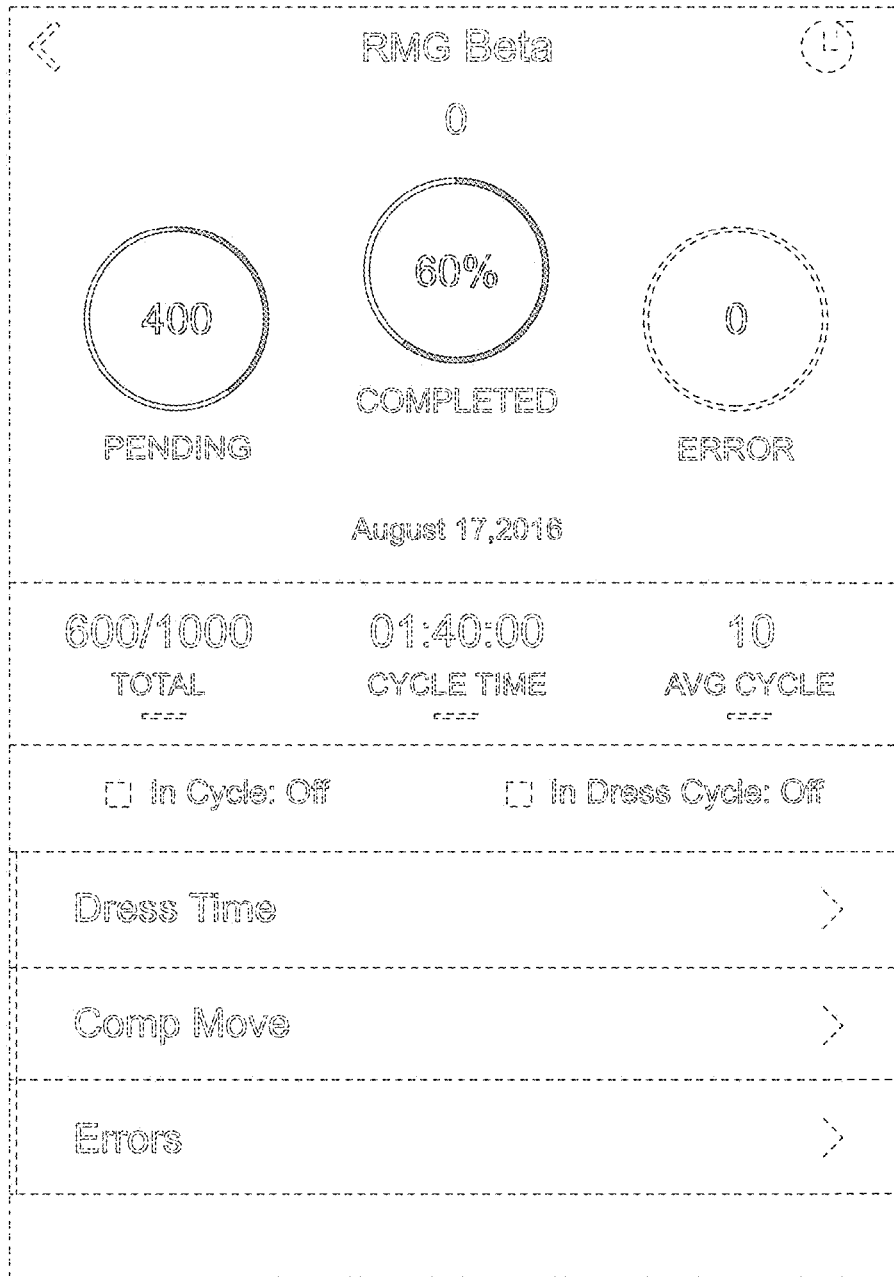 RMG Beta
0
400
60%
0
PENDING
COMPLETED
ERROR
August 17,2016
600/1000 01:40:00 10
TOTAL CYCLE TIME AVG CYCLE
In Cycle: Off In Dress Cycle: Off
Dress Time
Comp Move
Errors